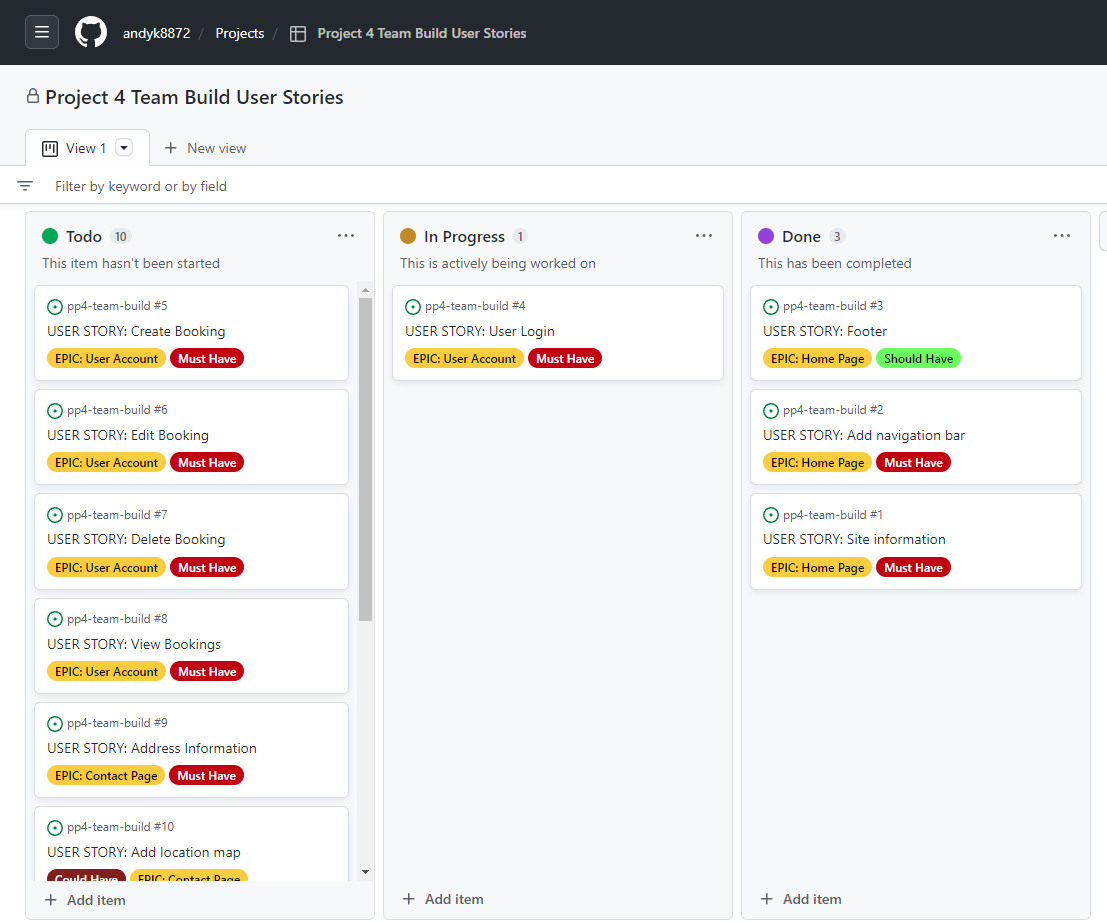 andyk8872 / Projects / Project 4 Team Build User Stories
Project 4 Team Build User Stories
View 1
New view
Filter by keyword or by field
Todo 10
This item hasn't been started
pp4-team-build #5
USER STORY: Create Booking
EPIC: User Account Must Have
pp4-team-build #6
USER STORY: Edit Booking
EPIC: User Account Must Have
pp4-team-build #7
USER STORY: Delete Booking
EPIC: User Account Must Have
pp4-team-build #8
USER STORY: View Bookings
EPIC: User Account Must Have
pp4-team-build #9
USER STORY: Address Information
EPIC: Contact Page Must Have
pp4-team-build #10
USER STORY: Add location map
Could Have EPIC: Contact Page
Add item
In Progress 1
This is actively being worked on
pp4-team-build #4
USER STORY: User Login
EPIC: User Account Must Have
Add item
Done 3
This has been completed
pp4-team-build #3
USER STORY: Footer
EPIC: Home Page Should Have
pp4-team-build #2
USER STORY: Add navigation bar
EPIC: Home Page Must Have
pp4-team-build #1
USER STORY: Site information
EPIC: Home Page Must Have
Add item